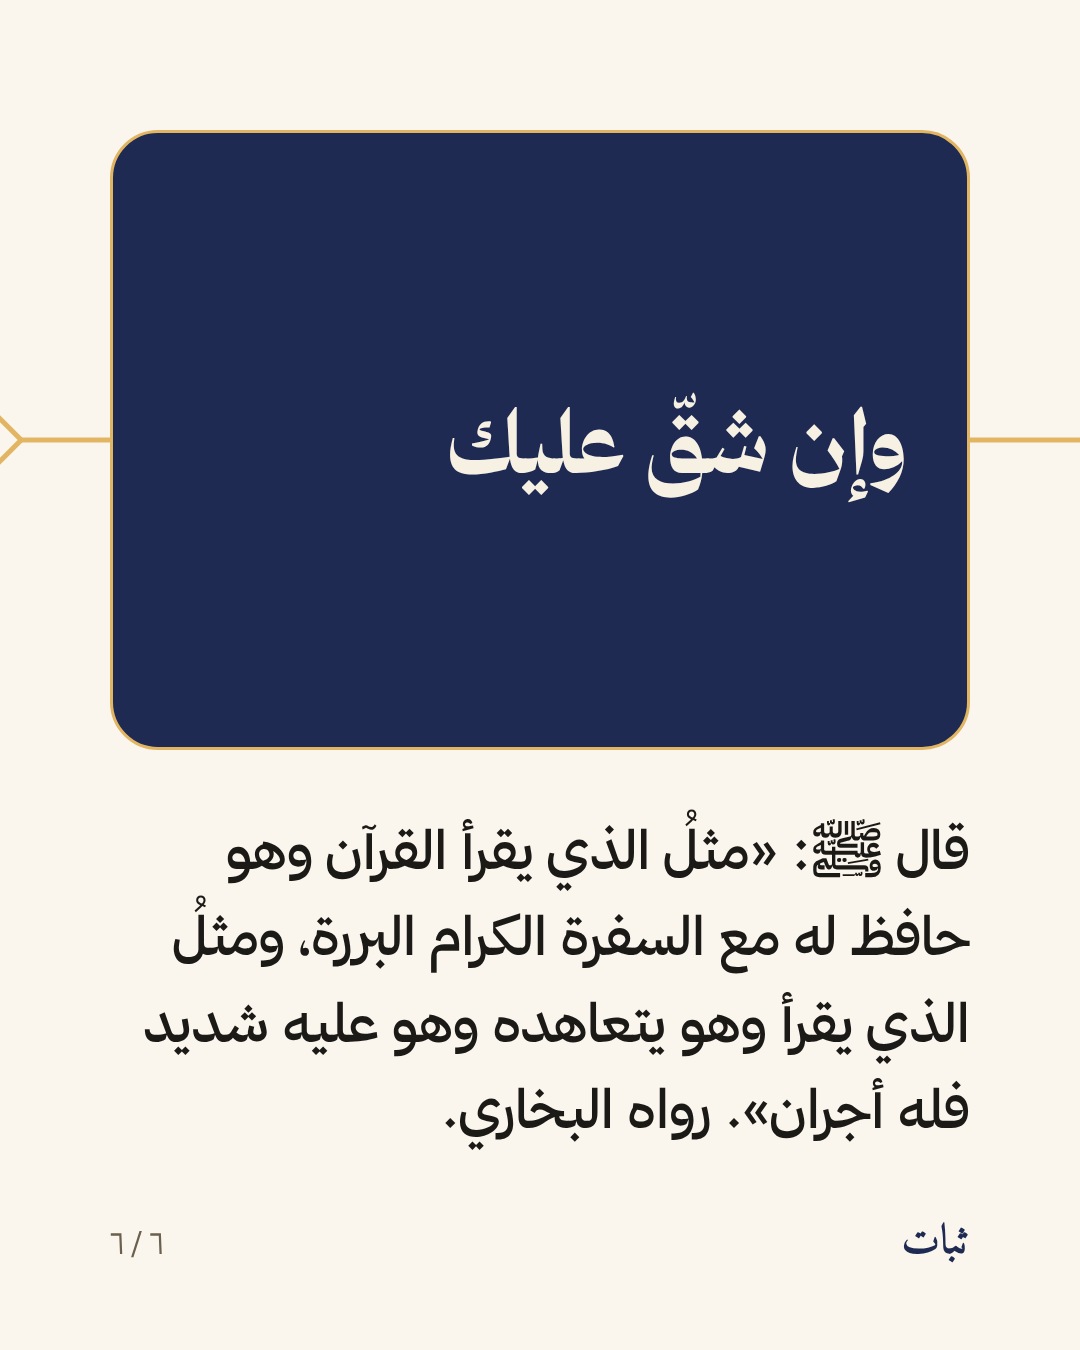 وإن شقّ عليك
قال ﷺ: «مثلُ الذي يقرأ القرآن وهو
حافظ له مع السفرة الكرام البررة، ومثلُ
الذي يقرأ وهو يتعاهده وهو عليه شديد
فله أجران». رواه البخاري.
ثبات
٦ / ٦